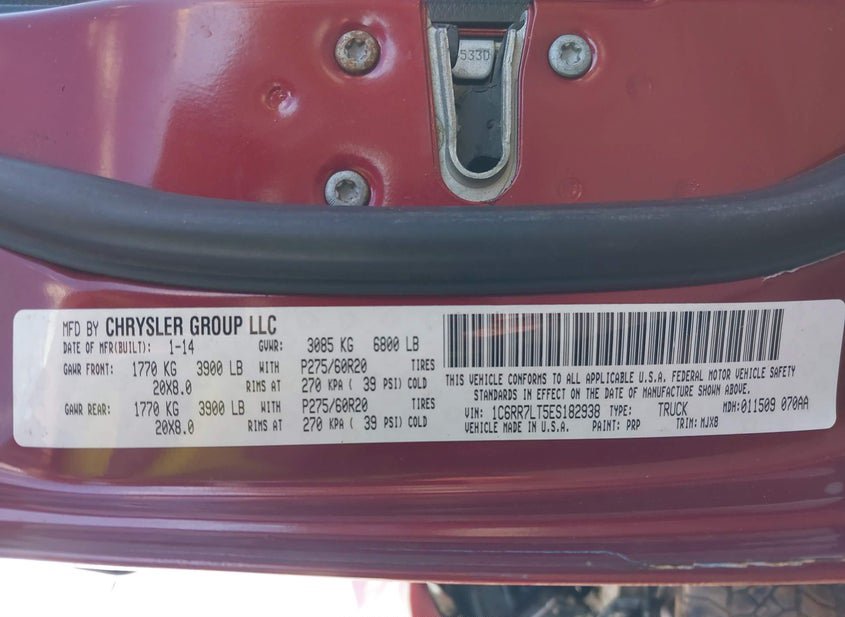 533D
MFD BY CHRYSLER GROUP LLC
DATE OF MFR(BUILT): 1-14 GVWR: 3085 KG 6800 LB
GAWR FRONT: 1770 KG 3900 LB WITH P275/60R20 TIRES
20X8.0 RIMS AT 270 KPA ( 39 PSI) COLD
GAWR REAR: 1770 KG 3900 LB WITH P275/60R20 TIRES
20X8.0 RIMS AT 270 KPA ( 39 PSI) COLD
THIS VEHICLE CONFORMS TO ALL APPLICABLE U.S.A. FEDERAL MOTOR VEHICLE SAFETY
STANDARDS IN EFFECT ON THE DATE OF MANUFACTURE SHOWN ABOVE.
VIN: 1C6RR7LT5ES182938 TYPE: TRUCK MDH: 011509 070AA
VEHICLE MADE IN U.S.A. PAINT: PRP TRIM: MJX8